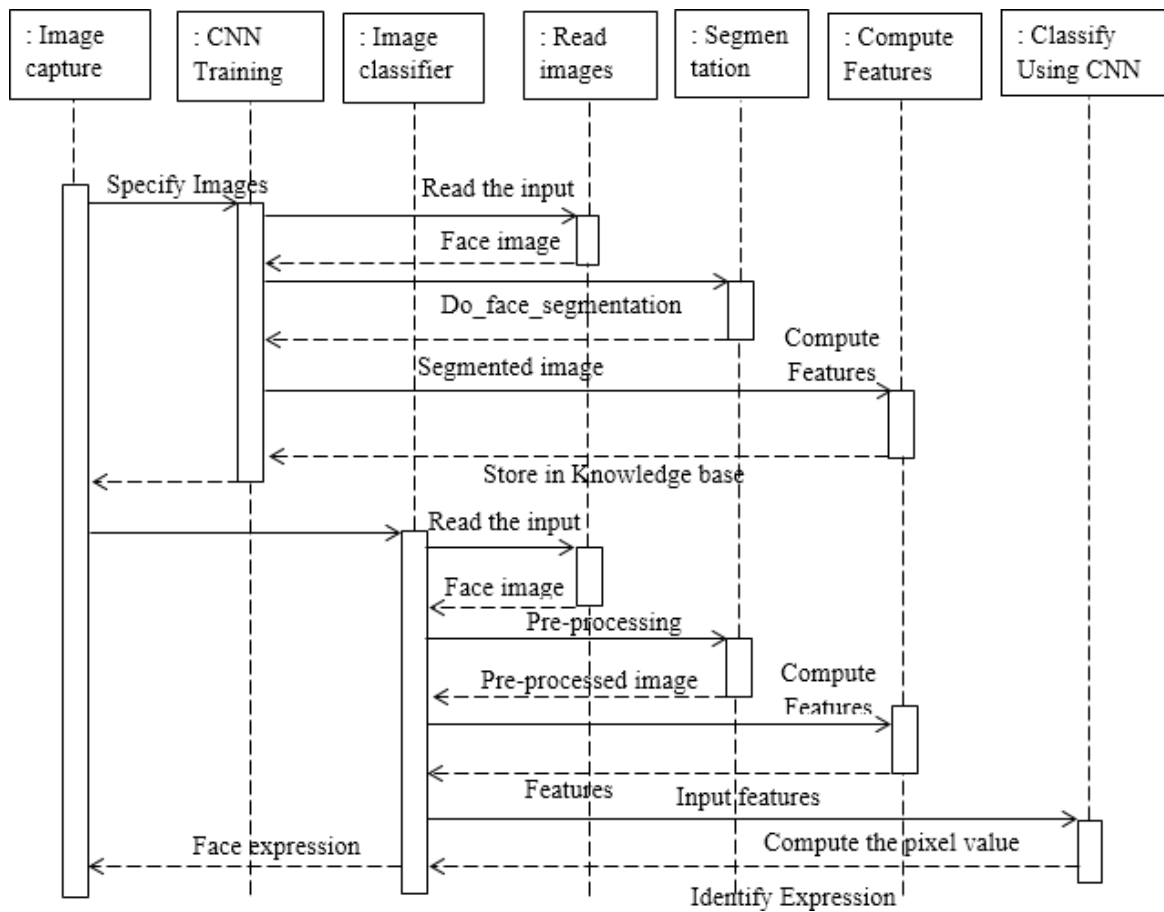 : Image
capture
: CNN
Training
: Image
classifier
: Read
images
: Segmen
tation
: Compute
Features
: Classify
Using CNN
Specify Images
Read the input
Face image
Do_face_segmentation
Compute
Features
Segmented image
Store in Knowledge base
Read the input
Face image
Pre-processing
Pre-processed image
Compute
Features
Features
Input features
Compute the pixel value
Face expression
Identify Expression